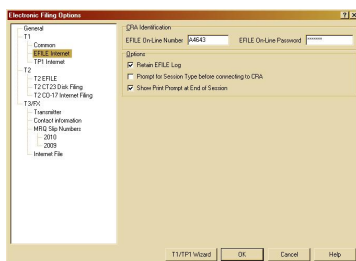 Electronic Filing Options
General
T1
Common
EFILE Internet
TP1 Internet
T2
T2 EFILE
T2 CT23 Disk Filing
T2 CO-17 Internet Filing
T3/FX
Transmitter
Contact information
MRQ Slip Numbers
2010
2009
Internet File
CRA Identification
EFILE On-Line Number A4643 EFILE On-Line Password *******
Options
Retain EFILE Log
Prompt for Session Type before connecting to CRA
Show Print Prompt at End of Session
T1/TP1 Wizard OK Cancel Help